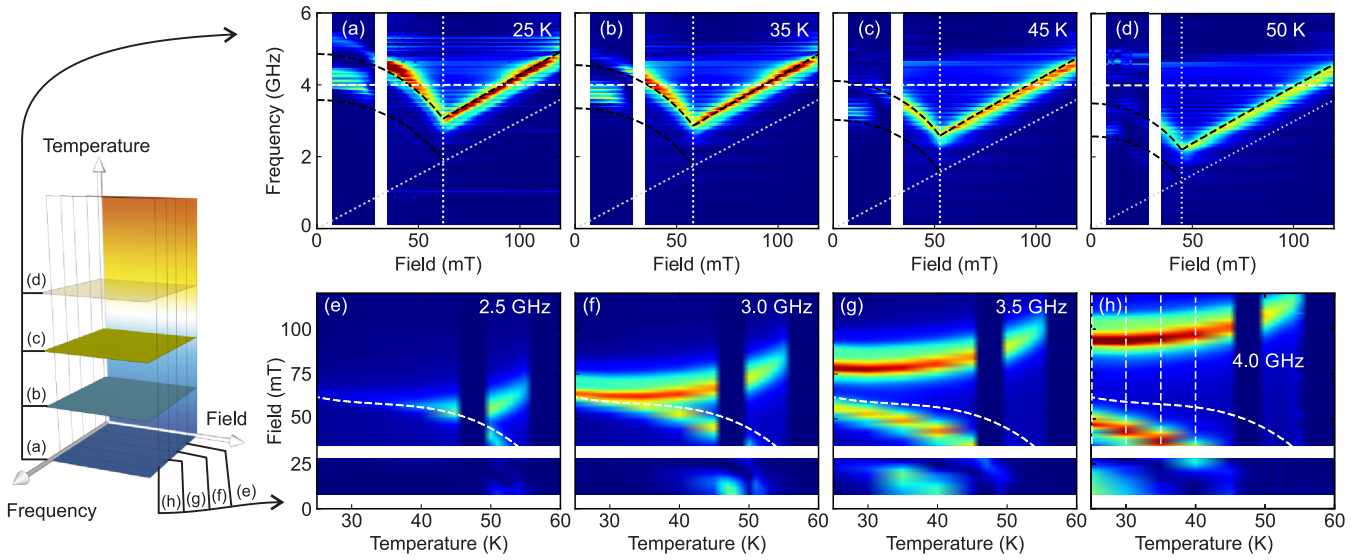 (a) 25 K
(b) 35 K
(c) 45 K
(d) 50 K
6
4
2
0
Frequency (GHz)
0 50 100
0 50 100
0 50 100
0 50 100
Field (mT)
Field (mT)
Field (mT)
Field (mT)
Temperature
(d)
(c)
(b)
(a)
Field
Frequency
(h) (g) (f) (e)
(e) 2.5 GHz
(f) 3.0 GHz
(g) 3.5 GHz
(h)
4.0 GHz
100
75
50
25
0
Field (mT)
30 40 50 60
30 40 50 60
30 40 50 60
30 40 50 60
Temperature (K)
Temperature (K)
Temperature (K)
Temperature (K)